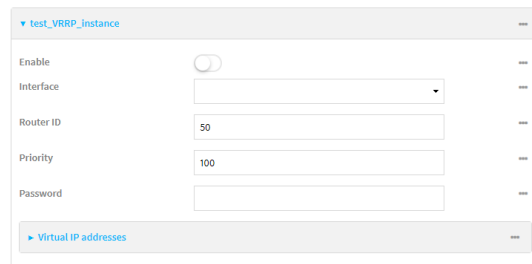 test_VRRP_instance
Enable
Interface
Router ID
50
Priority
100
Password
Virtual IP addresses